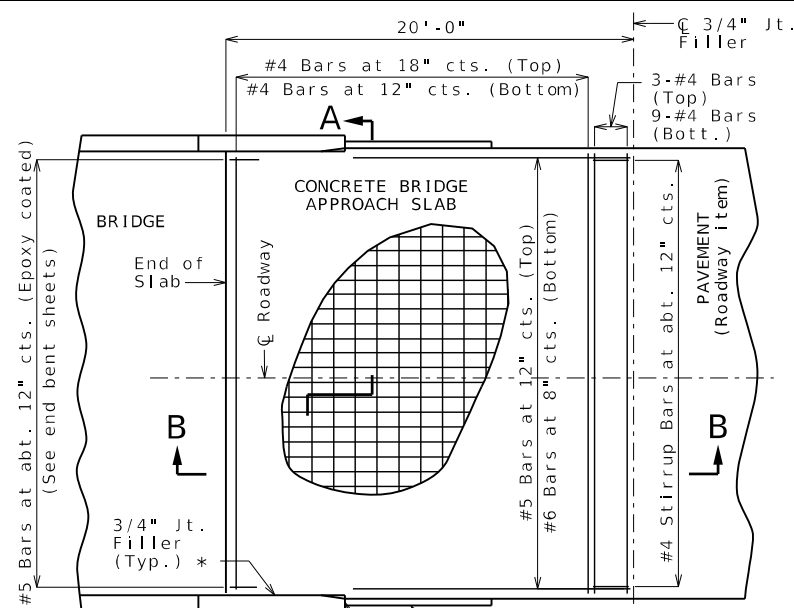 20'-0"
℄ 3/4" Jt.
Filler
#4 Bars at 18" cts. (Top)
#4 Bars at 12" cts. (Bottom)
3-#4 Bars
(Top)
9-#4 Bars
(Bott.)
A
CONCRETE BRIDGE
APPROACH SLAB
BRIDGE
End of
Slab
℄ Roadway
#5 Bars at abt. 12" cts. (Epoxy coated)
(See end bent sheets)
#5 Bars at 12" cts. (Top)
#6 Bars at 8" cts. (Bottom)
#4 Stirrup Bars at abt. 12" cts.
PAVEMENT
(Roadway item)
B
B
3/4" Jt.
Filler
(Typ.) *